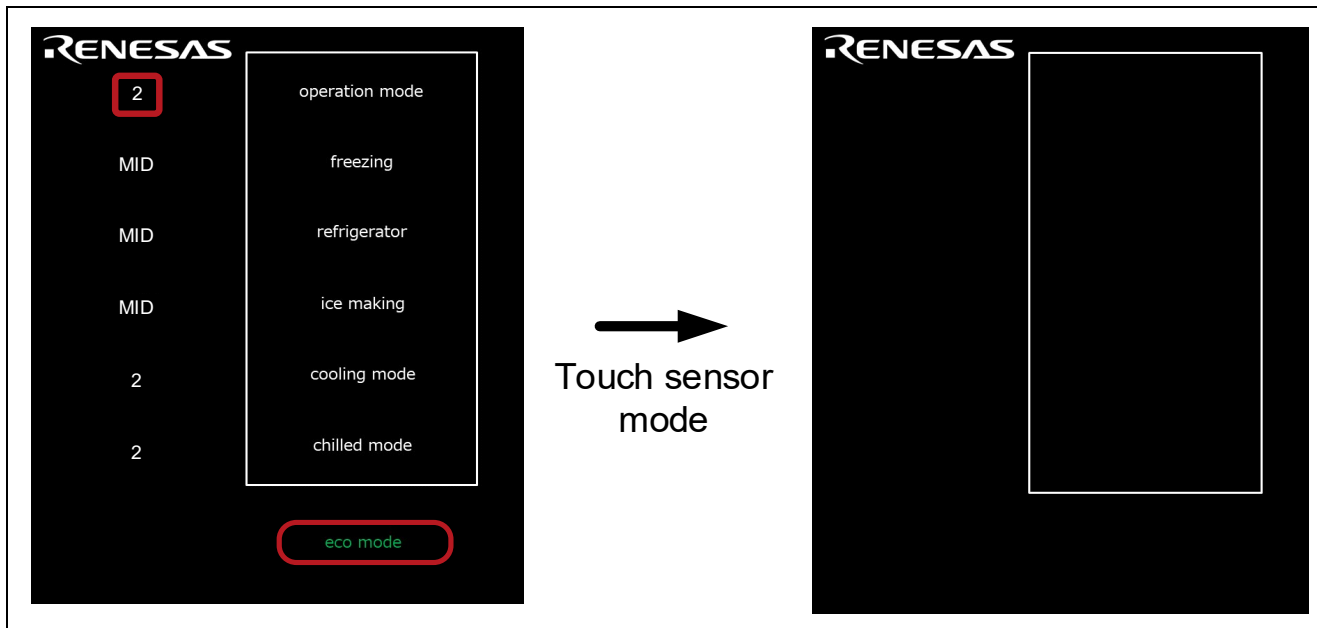 RENESAS
2 operation mode
MID freezing
MID refrigerator
MID ice making
2 cooling mode
2 chilled mode
eco mode
Touch sensor
mode
RENESAS